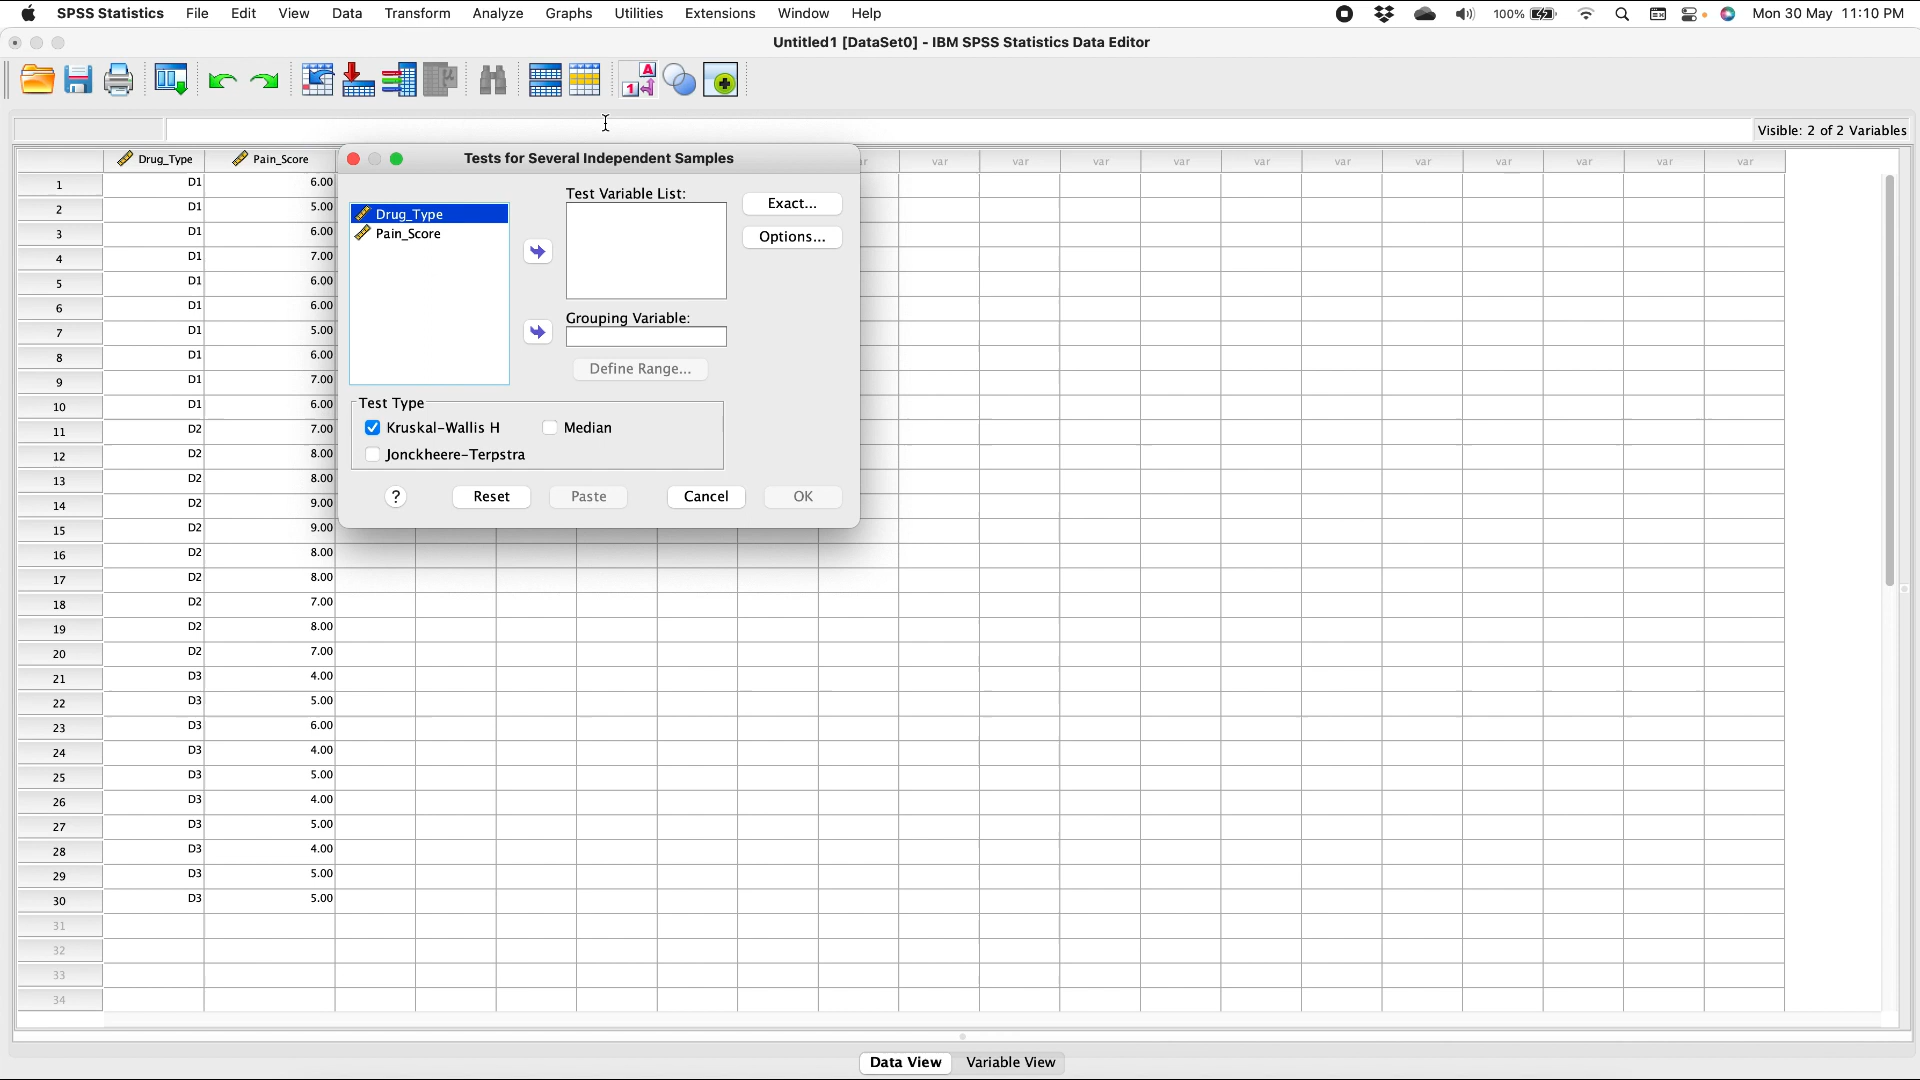 SPSS Statistics File Edit View Data Transform Analyze Graphs Utilities Extensions Window Help 100% Mon 30 May 11:10 PM
Untitled1 [DataSet0] - IBM SPSS Statistics Data Editor
Visible: 2 of 2 Variables
Drug_Type Pain_Score var var var var var var var var var var var
1 D1 6.00
2 D1 5.00
3 D1 6.00
4 D1 7.00
5 D1 6.00
6 D1 6.00
7 D1 5.00
8 D1 6.00
9 D1 7.00
10 D1 6.00
11 D2 7.00
12 D2 8.00
13 D2 8.00
14 D2 9.00
15 D2 9.00
16 D2 8.00
17 D2 8.00
18 D2 7.00
19 D2 8.00
20 D2 7.00
21 D3 4.00
22 D3 5.00
23 D3 6.00
24 D3 4.00
25 D3 5.00
26 D3 4.00
27 D3 5.00
28 D3 4.00
29 D3 5.00
30 D3 5.00
31
32
33
34
Tests for Several Independent Samples
Test Variable List:
Drug_Type
Pain_Score
Exact...
Options...
Grouping Variable:
Define Range...
Test Type
Kruskal-Wallis H Median
Jonckheere-Terpstra
? Reset Paste Cancel OK
Data View Variable View